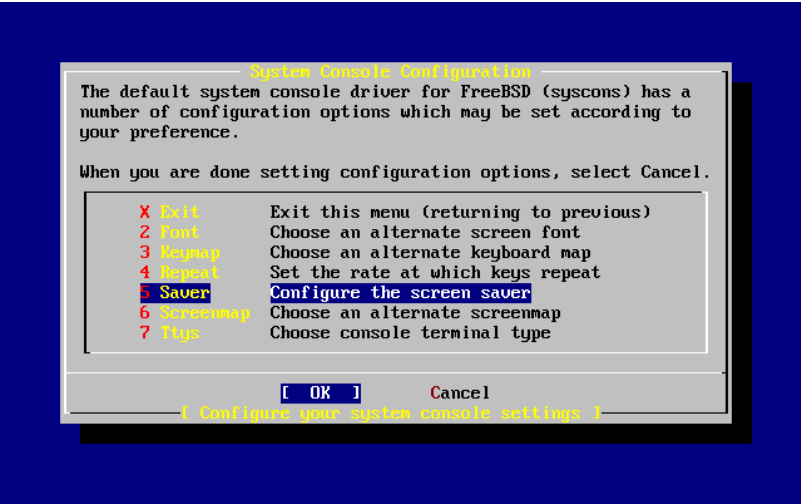 System Console Configuration
The default system console driver for FreeBSD (syscons) has a
number of configuration options which may be set according to
your preference.
When you are done setting configuration options, select Cancel.
X Exit Exit this menu (returning to previous)
2 Font Choose an alternate screen font
3 Keymap Choose an alternate keyboard map
4 Repeat Set the rate at which keys repeat
5 Saver Configure the screen saver
6 Screenmap Choose an alternate screenmap
7 Ttys Choose console terminal type
[ OK ] Cancel
[ Configure your system console settings ]